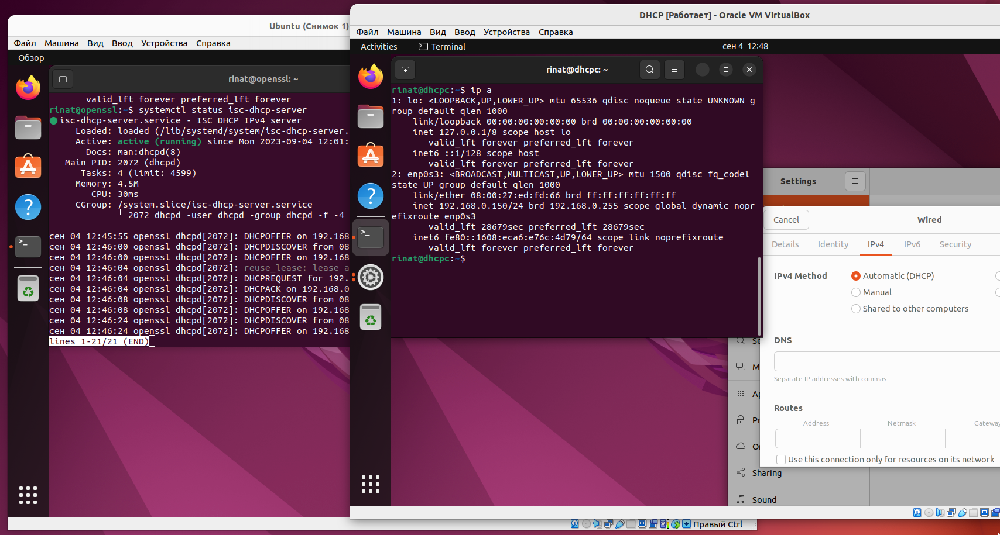 Ubuntu (Снимок 1)
Файл Машина Вид Ввод Устройства Справка
Обзор
rinat@openssl: ~
valid_lft forever preferred_lft forever
rinat@openssl:~$ systemctl status isc-dhcp-server
isc-dhcp-server.service - ISC DHCP IPv4 server
Loaded: loaded (/lib/systemd/system/isc-dhcp-server.
Active: active (running) since Mon 2023-09-04 12:01:
Docs: man:dhcpd(8)
Main PID: 2072 (dhcpd)
Tasks: 4 (limit: 4599)
Memory: 4.5M
CPU: 30ms
CGroup: /system.slice/isc-dhcp-server.service
└─2072 dhcpd -user dhcpd -group dhcpd -f -4
сен 04 12:45:55 openssl dhcpd[2072]: DHCPOFFER on 192.168
сен 04 12:46:00 openssl dhcpd[2072]: DHCPDISCOVER from 08
сен 04 12:46:00 openssl dhcpd[2072]: DHCPOFFER on 192.168
сен 04 12:46:04 openssl dhcpd[2072]: reuse_lease: lease a
сен 04 12:46:04 openssl dhcpd[2072]: DHCPREQUEST for 192.
сен 04 12:46:04 openssl dhcpd[2072]: DHCPACK on 192.168.0
сен 04 12:46:08 openssl dhcpd[2072]: DHCPDISCOVER from 08
сен 04 12:46:08 openssl dhcpd[2072]: DHCPOFFER on 192.168
сен 04 12:46:24 openssl dhcpd[2072]: DHCPDISCOVER from 08
сен 04 12:46:24 openssl dhcpd[2072]: DHCPOFFER on 192.168
lines 1-21/21 (END)
Правый Ctrl
DHCP [Работает] - Oracle VM VirtualBox
Файл Машина Вид Ввод Устройства Справка
Activities Terminal сен 4 12:48
rinat@dhcpc: ~
rinat@dhcpc:~$ ip a
1: lo: <LOOPBACK,UP,LOWER_UP> mtu 65536 qdisc noqueue state UNKNOWN g
roup default qlen 1000
link/loopback 00:00:00:00:00:00 brd 00:00:00:00:00:00
inet 127.0.0.1/8 scope host lo
valid_lft forever preferred_lft forever
inet6 ::1/128 scope host
valid_lft forever preferred_lft forever
2: enp0s3: <BROADCAST,MULTICAST,UP,LOWER_UP> mtu 1500 qdisc fq_codel
state UP group default qlen 1000
link/ether 08:00:27:ed:fd:66 brd ff:ff:ff:ff:ff:ff
inet 192.168.0.150/24 brd 192.168.0.255 scope global dynamic nopr
efixroute enp0s3
valid_lft 28679sec preferred_lft 28679sec
inet6 fe80::1608:eca6:e76c:4d79/64 scope link noprefixroute
valid_lft forever preferred_lft forever
rinat@dhcpc:~$
Settings
Se
M
Ap
Pr
O
Sharing
Sound
Cancel Wired
Details Identity IPv4 IPv6 Security
IPv4 Method Automatic (DHCP)
Manual
Shared to other computers
DNS
Separate IP addresses with commas
Routes
Address Netmask Gateway
Use this connection only for resources on its network